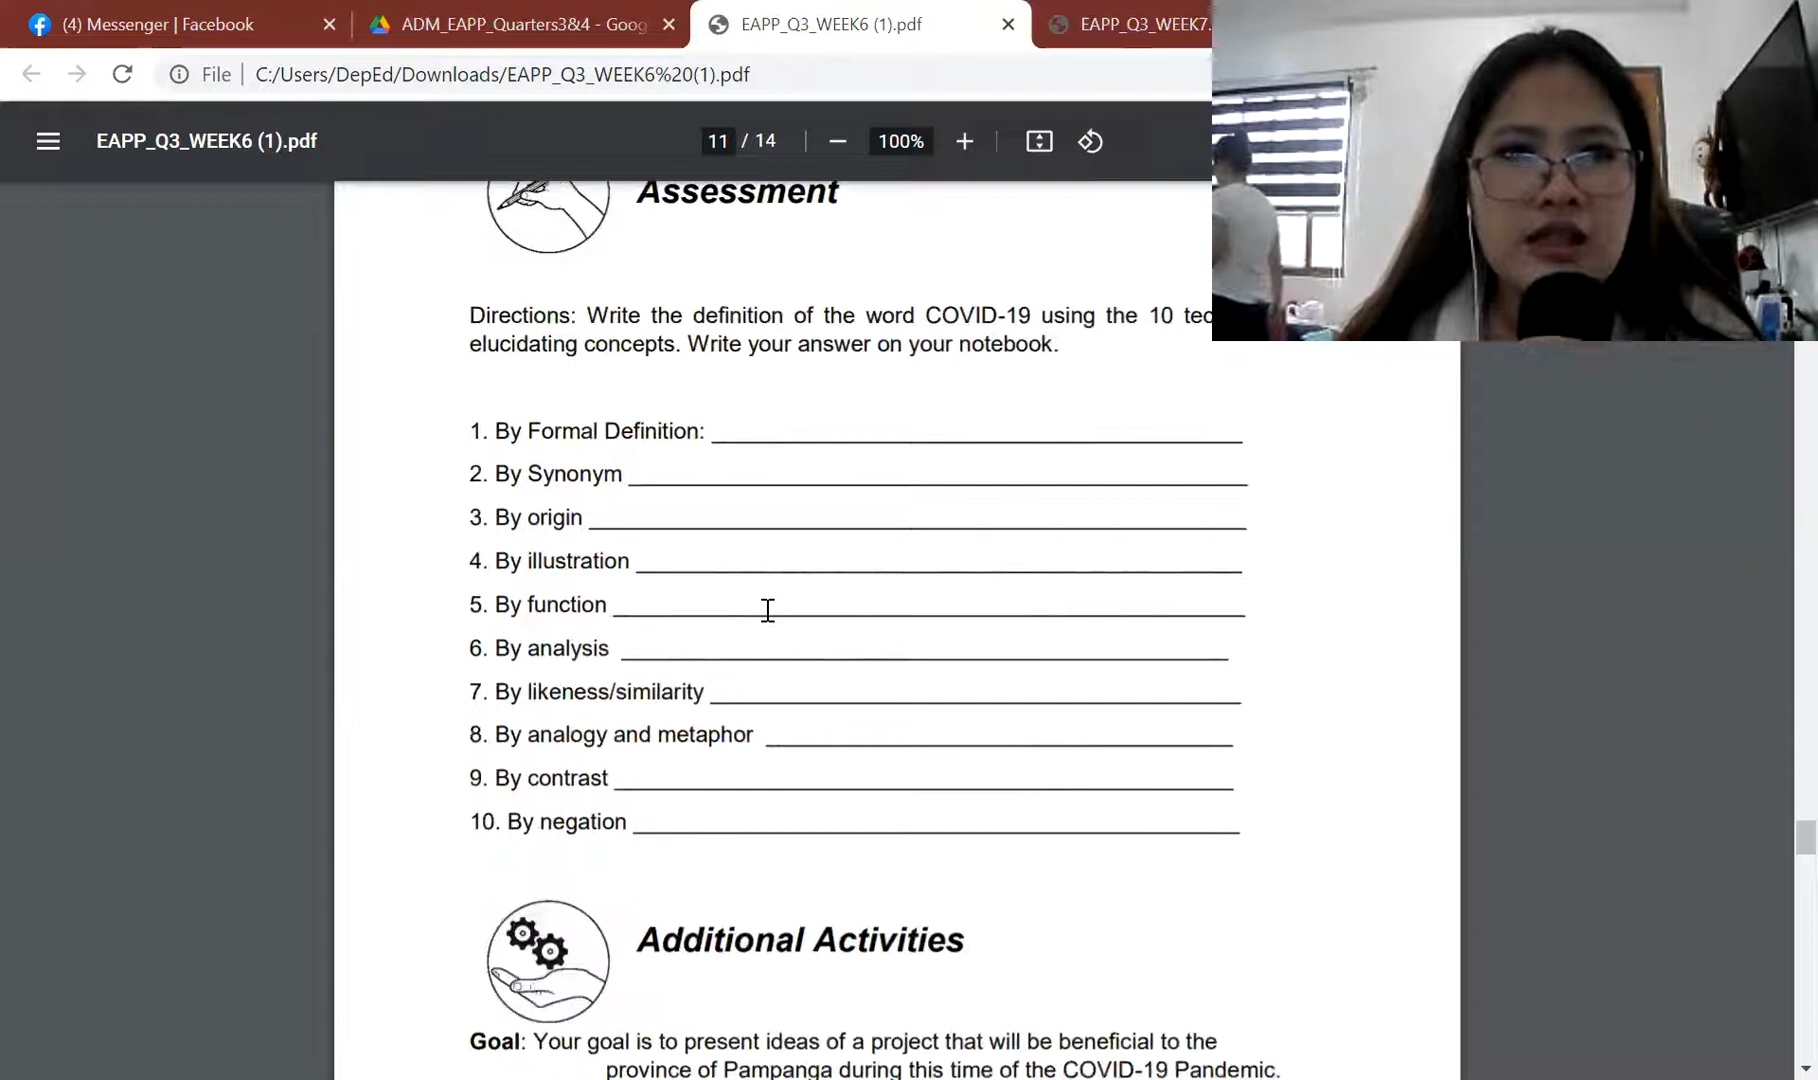 (4) Messenger | Facebook
ADM_EAPP_Quarters3&4 - Goog
EAPP_Q3_WEEK6 (1).pdf
EAPP_Q3_WEEK7.
File
C:/Users/DepEd/Downloads/EAPP_Q3_WEEK6%20(1).pdf
EAPP_Q3_WEEK6 (1).pdf
11 / 14
100%
Assessment
Directions: Write the definition of the word COVID-19 using the 10
elucidating concepts. Write your answer on your notebook.
1. By Formal Definition:
2. By Synonym
3. By origin
4. By illustration
5. By function
6. By analysis
7. By likeness/similarity
8. By analogy and metaphor
9. By contrast
10. By negation
Additional Activities
Goal: Your goal is to present ideas of a project that will be beneficial to the
province of Pampanga during this time of the COVID-19 Pandemic.